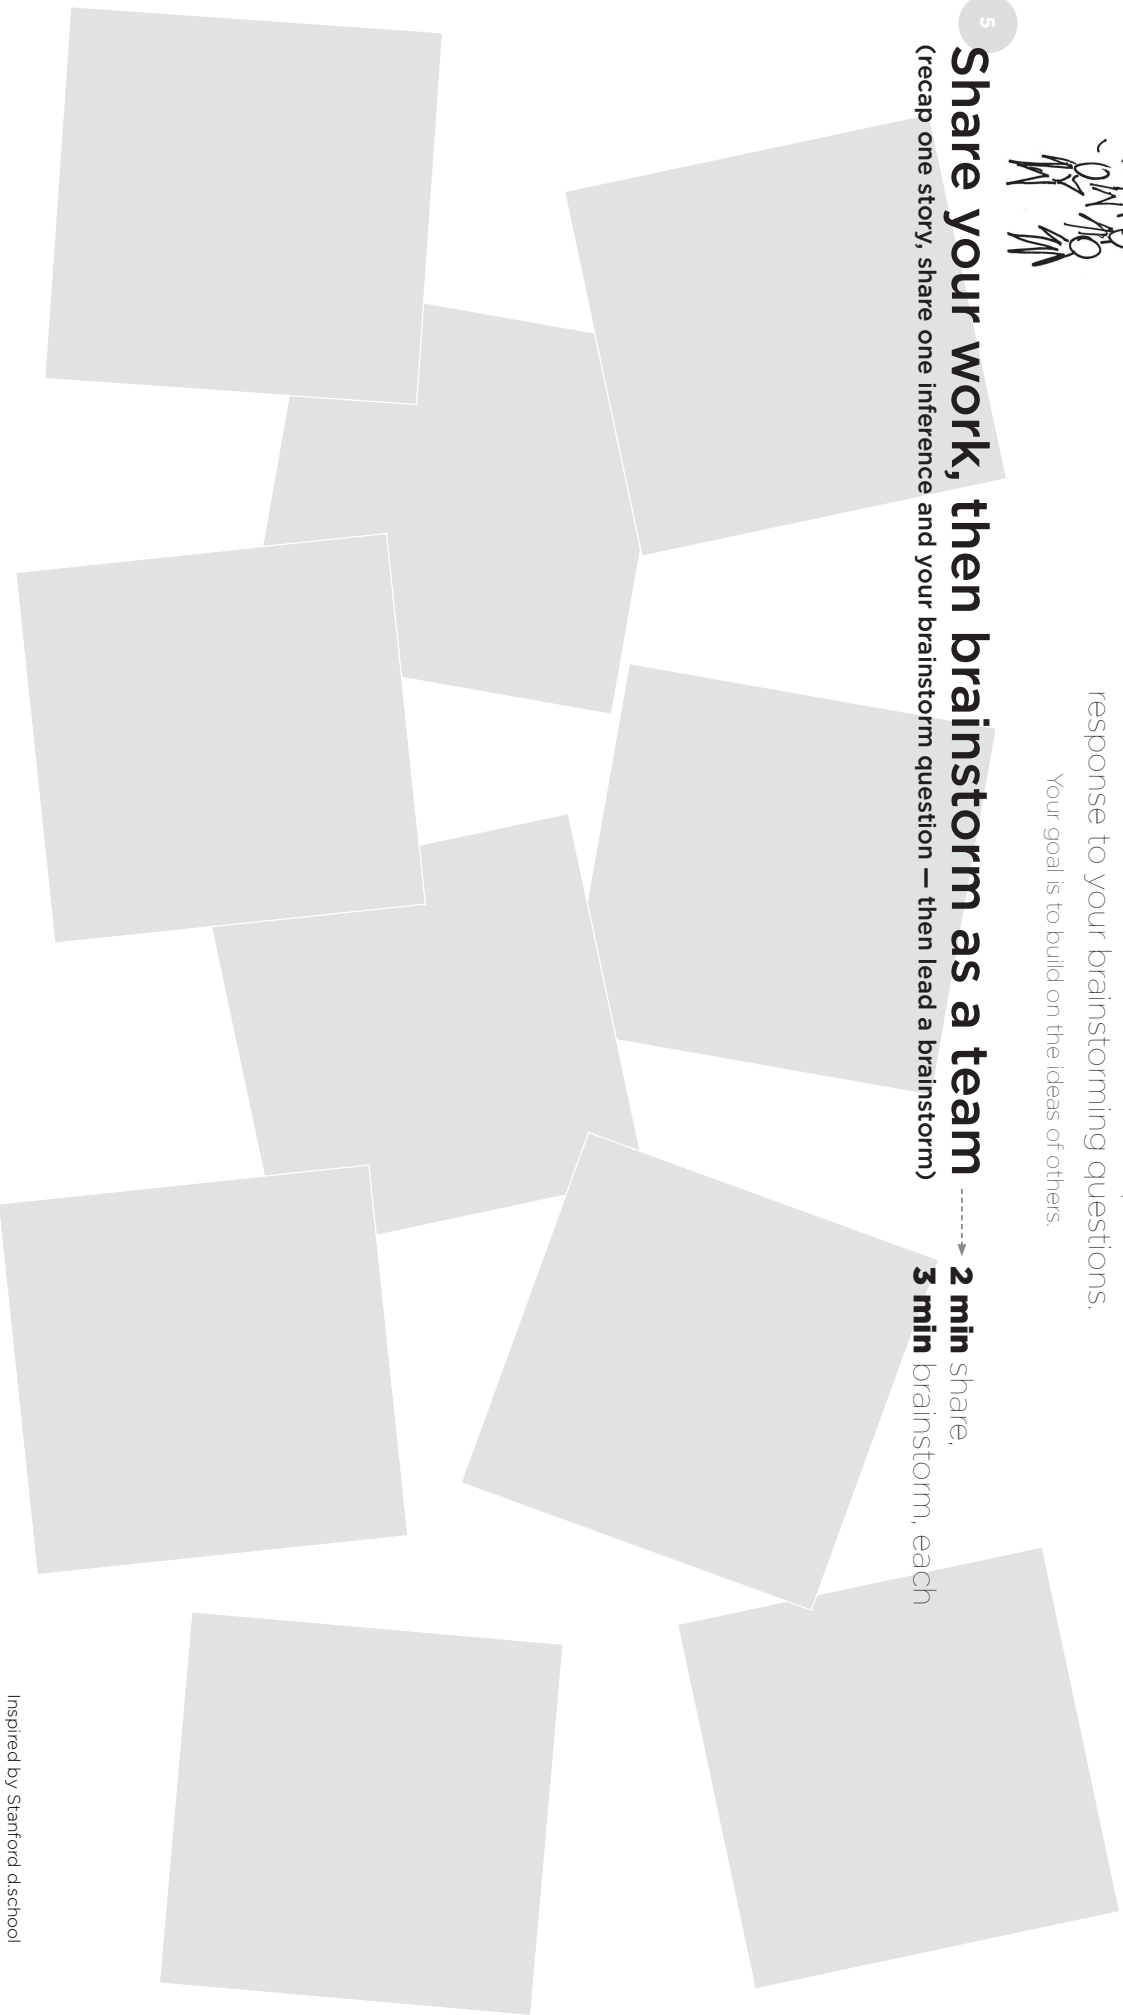 response to your brainstorming questions.
Your goal is to build on the ideas of others.
5
Share your work, then brainstorm as a team
(recap one story, share one inference and your brainstorm question — then lead a brainstorm)
2 min share,
3 min brainstorm, each
Inspired by Stanford d.school